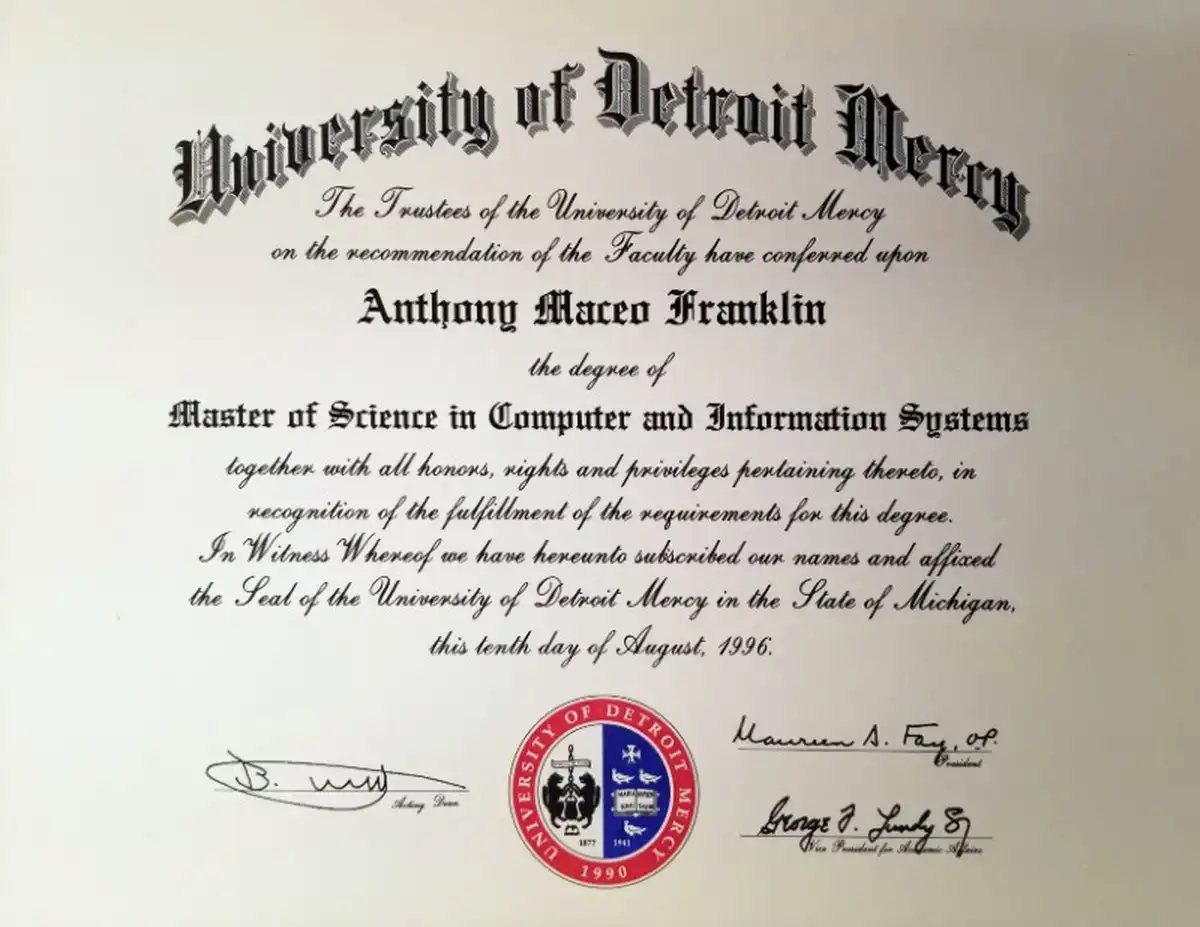 University of Detroit Mercy
The Trustees of the University of Detroit Mercy
on the recommendation of the Faculty have conferred upon
Anthony Maceo Franklin
the degree of
Master of Science in Computer and Information Systems
together with all honors, rights and privileges pertaining thereto, in
recognition of the fulfillment of the requirements for this degree.
In Witness Whereof we have hereunto subscribed our names and affixed
the Seal of the University of Detroit Mercy in the State of Michigan,
this tenth day of August, 1996.
B.
Acting Dean
UNIVERSITY OF DETROIT MERCY
1877 1941
1990
Maureen A. Fay, OP.
President
George F. Lundy SJ
Vice President for Academic Affairs